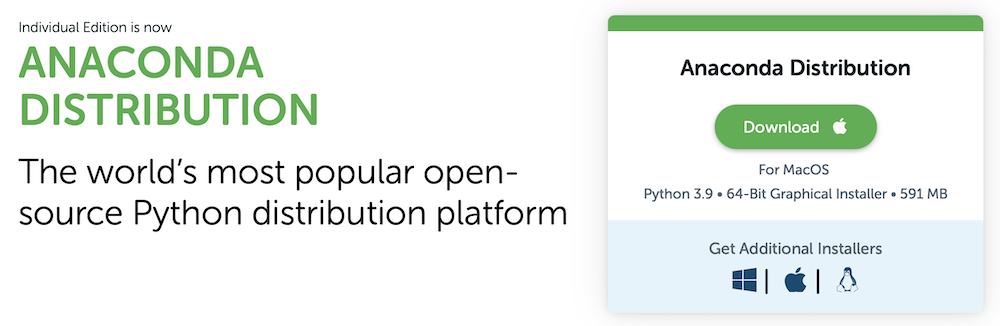 Individual Edition is now
ANACONDA
DISTRIBUTION
The world’s most popular open-
source Python distribution platform
Anaconda Distribution
Download
For MacOS
Python 3.9 • 64-Bit Graphical Installer • 591 MB
Get Additional Installers